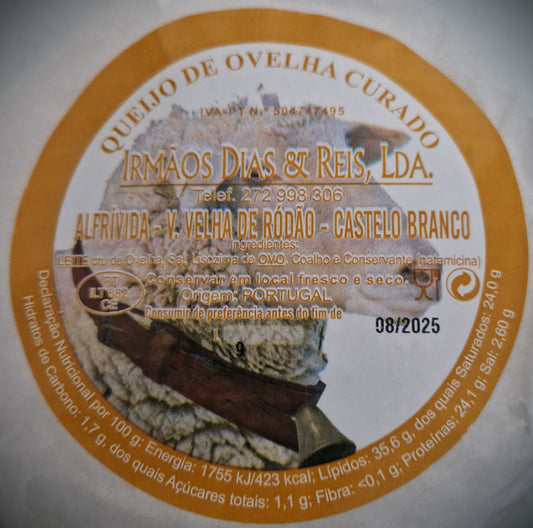 QUEIJO DE OVELHA CURADO
IVA-PT N.º 504747495
IRMÃOS DIAS & REIS, LDA.
Telef. 272 998 306
ALFRÍVIDA - V. VELHA DE RÓDÃO - CASTELO BRANCO
Ingredientes:
LEITE cru de Ovelha, Sal, Lisozima de OVO, Coalho e Conservante (natamicina)
PT
CE
Conservar em local fresco e seco
Origem: PORTUGAL
Consumir de preferência antes do fim de
08/2025
L
9
Declaração Nutricional por 100 g: Energia: 1755 kJ/423 kcal; Lípidos: 35,6 g, dos quais Saturados: 24,0 g
Hidratos de Carbono: 1,7 g, dos quais Açúcares totais: 1,1 g; Fibra: <0,1 g; Proteínas: 24,1 g; Sal: 2,60 g